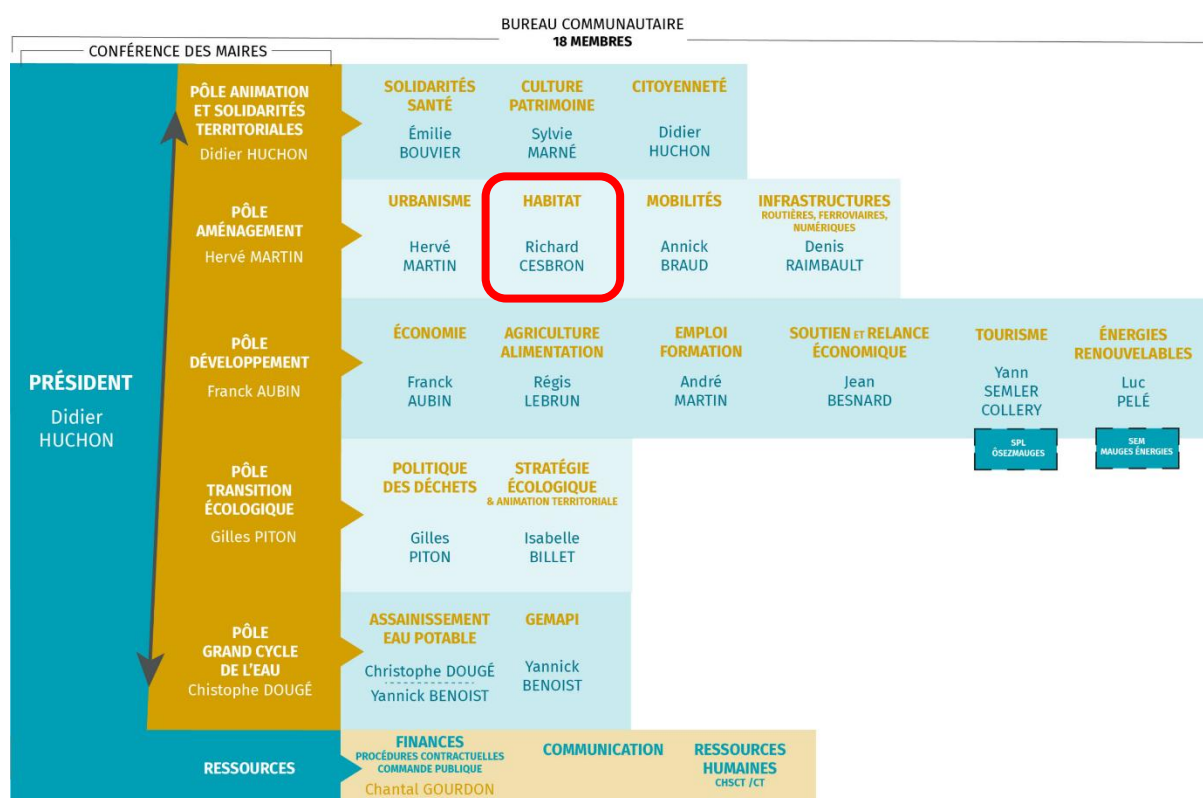 BUREAU COMMUNAUTAIRE
18 MEMBRES
CONFÉRENCE DES MAIRES
PRÉSIDENT
Didier
HUCHON
PÔLE ANIMATION
ET SOLIDARITÉS
TERRITORIALES
Didier HUCHON
SOLIDARITÉS
SANTÉ
Émilie
BOUVIER
CULTURE
PATRIMOINE
Sylvie
MARNÉ
CITOYENNETÉ
Didier
HUCHON
PÔLE
AMÉNAGEMENT
Hervé MARTIN
URBANISME
Hervé
MARTIN
HABITAT
Richard
CESBRON
MOBILITÉS
Annick
BRAUD
INFRASTRUCTURES
ROUTIÈRES, FERROVIAIRES,
NUMÉRIQUES
Denis
RAIMBAULT
PÔLE
DÉVELOPPEMENT
Franck AUBIN
ÉCONOMIE
Franck
AUBIN
AGRICULTURE
ALIMENTATION
Régis
LEBRUN
EMPLOI
FORMATION
André
MARTIN
SOUTIEN ET RELANCE
ÉCONOMIQUE
Jean
BESNARD
TOURISME
Yann
SEMLER
COLLERY
SPL
ÔSEZMAUGES
ÉNERGIES
RENOUVELABLES
Luc
PELÉ
SEM
MAUGES ÉNERGIES
PÔLE
TRANSITION
ÉCOLOGIQUE
Gilles PITON
POLITIQUE
DES DÉCHETS
Gilles
PITON
STRATÉGIE
ÉCOLOGIQUE
& ANIMATION TERRITORIALE
Isabelle
BILLET
PÔLE
GRAND CYCLE
DE L'EAU
Chistophe DOUGÉ
ASSAINISSEMENT
EAU POTABLE
Christophe DOUGÉ
Yannick BENOIST
GEMAPI
Yannick
BENOIST
RESSOURCES
FINANCES
PROCÉDURES CONTRACTUELLES
COMMANDE PUBLIQUE
Chantal GOURDON
COMMUNICATION
RESSOURCES
HUMAINES
CHSCT /CT